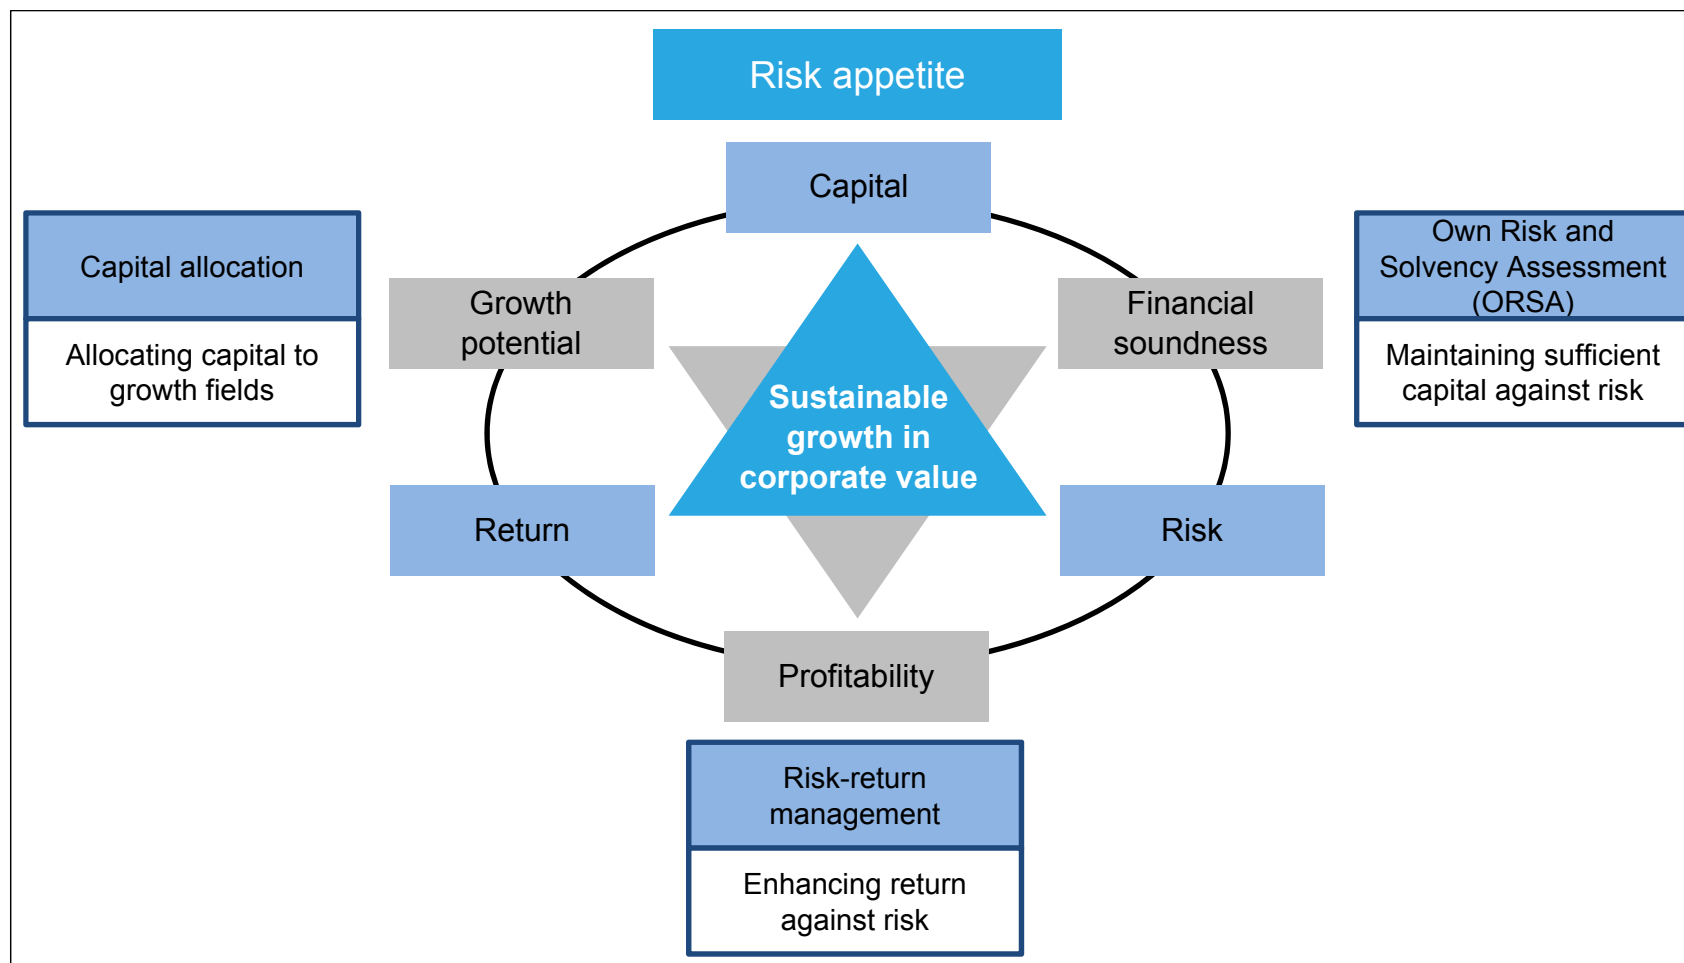 Risk appetite
Capital
Capital allocation
Allocating capital to
growth fields
Growth
potential
Financial
soundness
Own Risk and
Solvency Assessment
(ORSA)
Maintaining sufficient
capital against risk
Sustainable
growth in
corporate value
Return
Risk
Profitability
Risk-return
management
Enhancing return
against risk